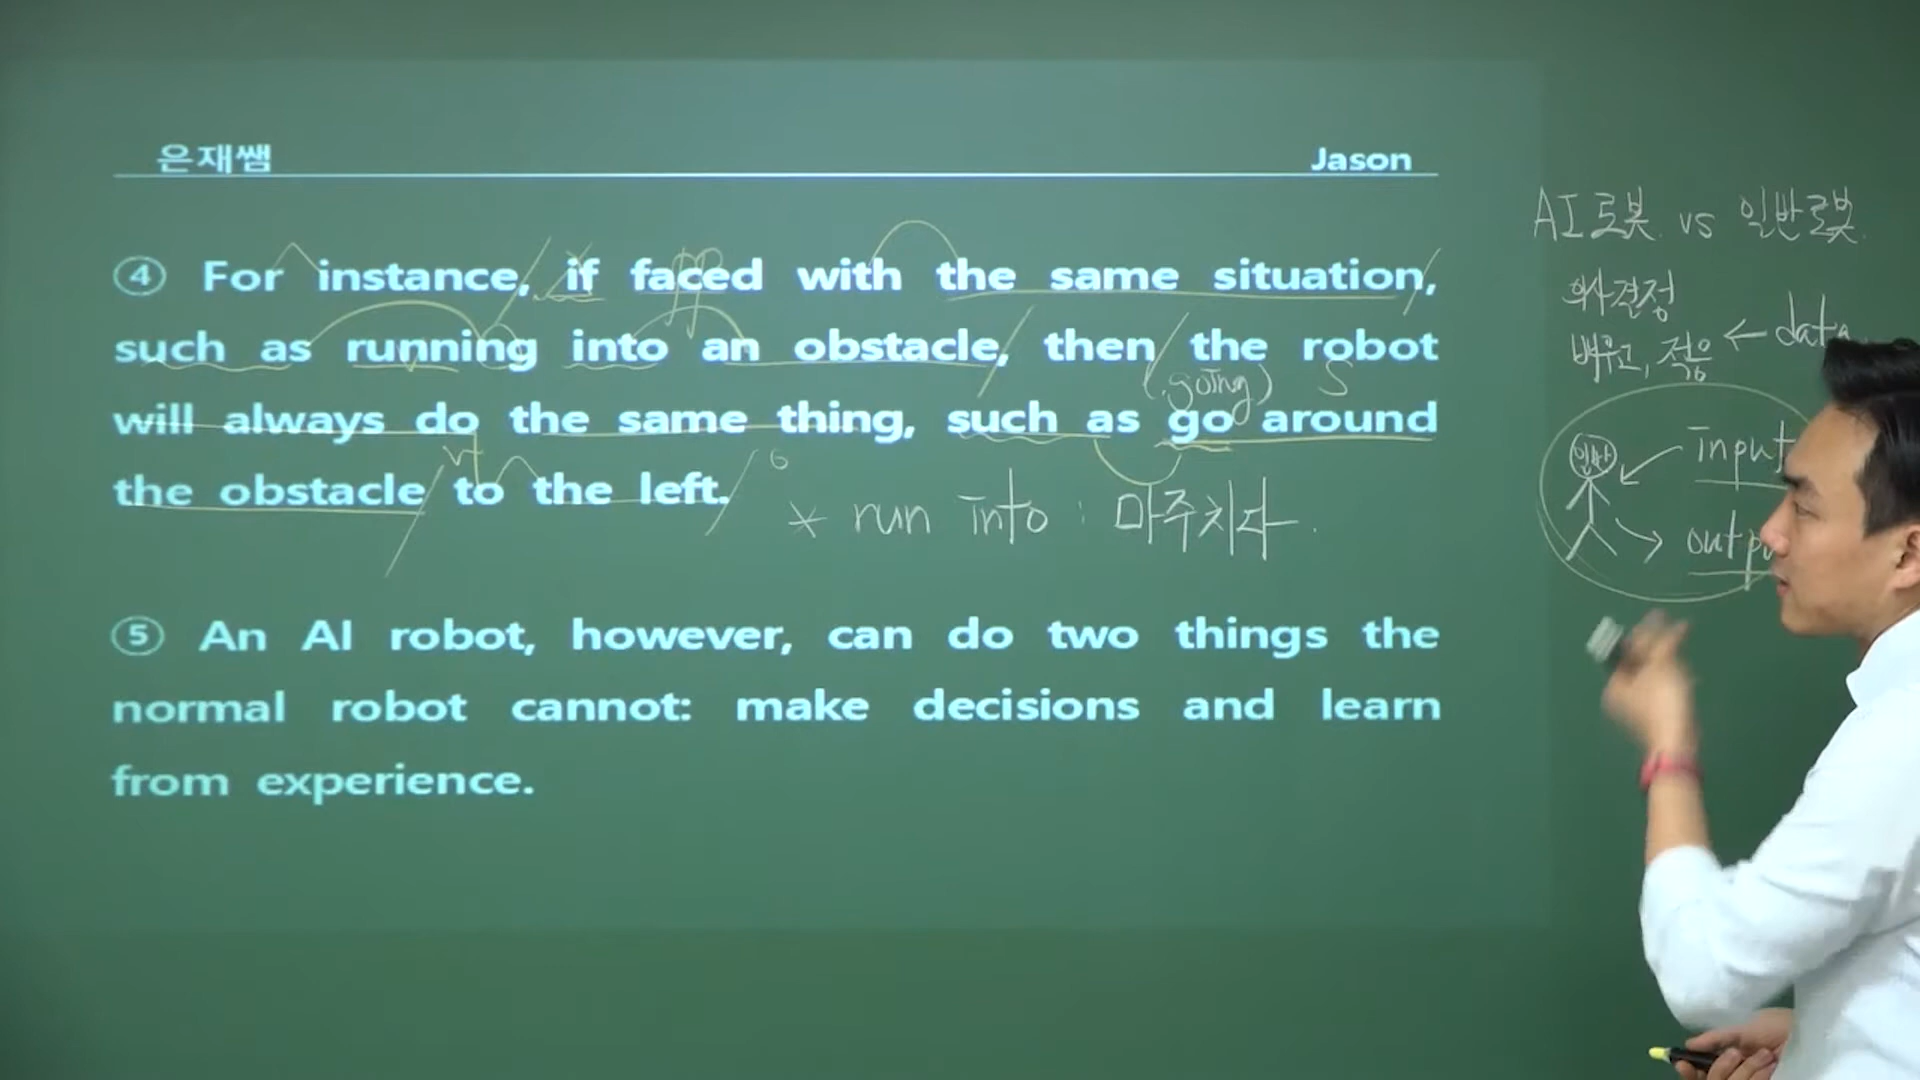 은재쌤 Jason
④ For instance, if faced with the same situation,
such as running into an obstacle, then the robot
(going) S
will always do the same thing, such as go around
the obstacle to the left.
* run into : 마주치다.
⑤ An AI robot, however, can do two things the
normal robot cannot: make decisions and learn
from experience.
AI 로봇 vs 일반로봇
의사결정
배우고, 적응 ← data
일반
input
outpu